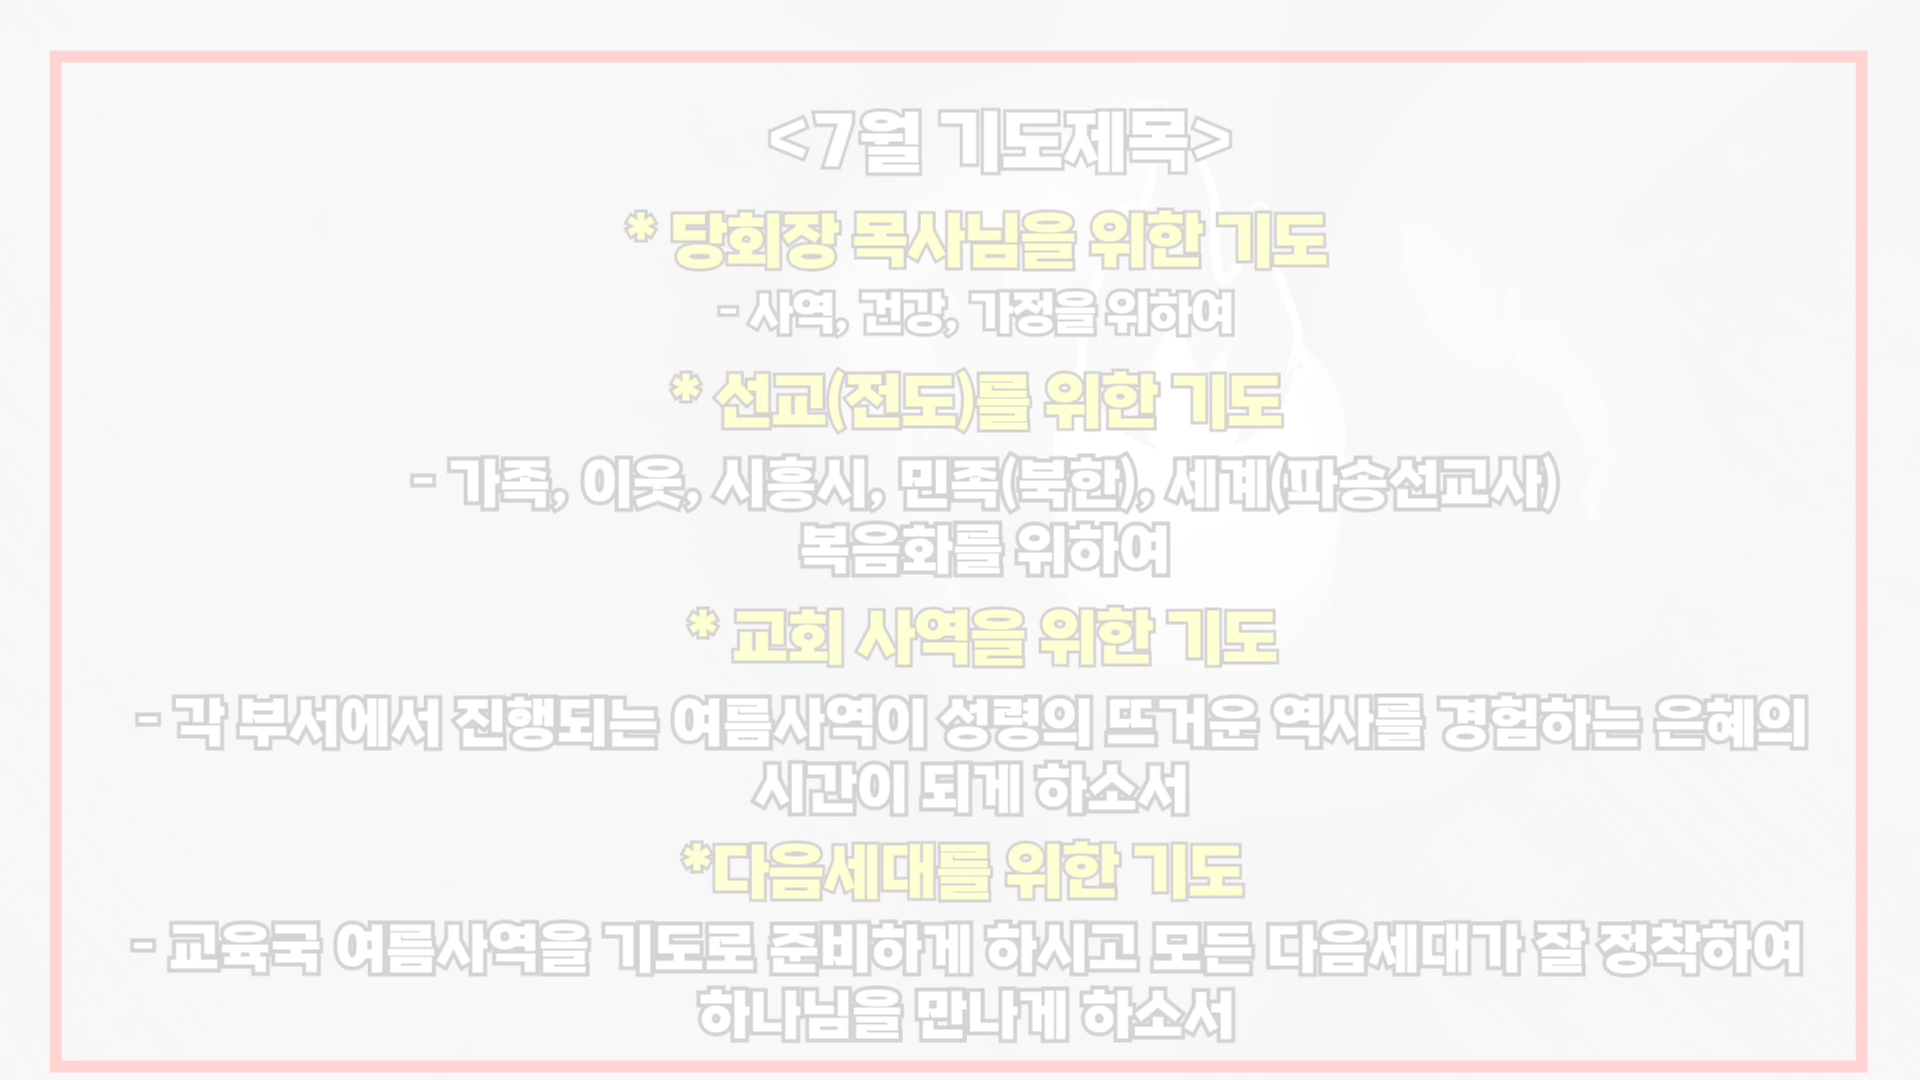 <7월 기도제목>
* 당회장 목사님을 위한 기도
- 사역, 건강, 가정을 위하여
* 선교(전도)를 위한 기도
- 가족, 이웃, 시흥시, 민족(북한), 세계(파송선교사)
복음화를 위하여
* 교회 사역을 위한 기도
- 각 부서에서 진행되는 여름사역이 성령의 뜨거운 역사를 경험하는 은혜의
시간이 되게 하소서
*다음세대를 위한 기도
- 교육국 여름사역을 기도로 준비하게 하시고 모든 다음세대가 잘 정착하여
하나님을 만나게 하소서